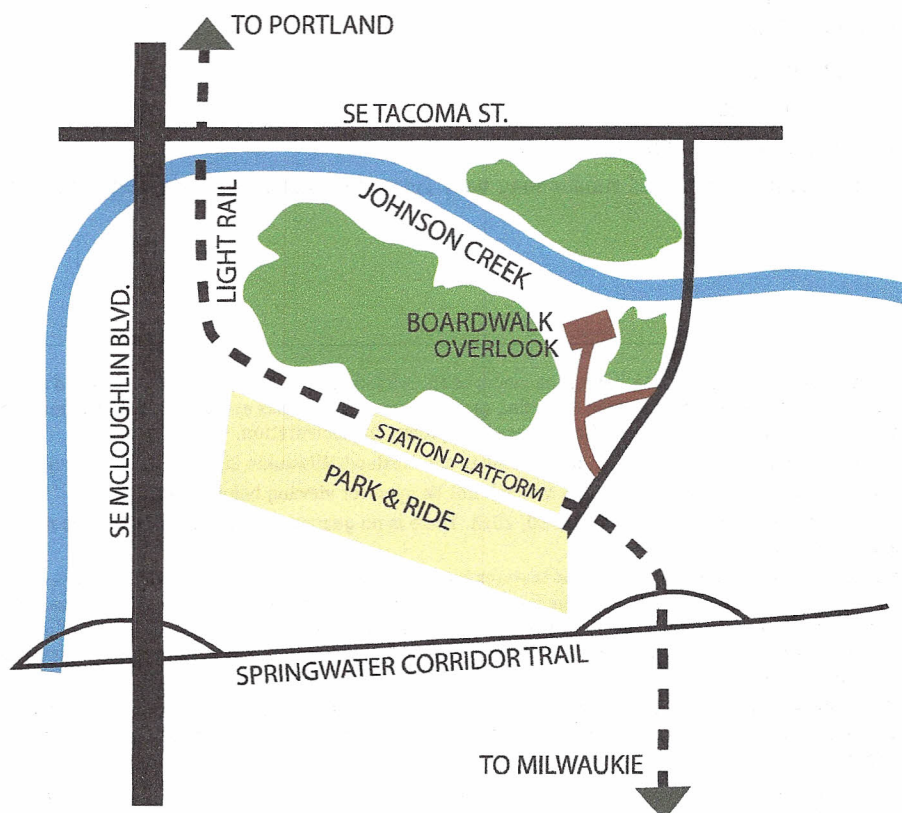 TO PORTLAND
SE TACOMA ST.
LIGHT RAIL
JOHNSON CREEK
SE MCLOUGHLIN BLVD.
BOARDWALK
OVERLOOK
STATION PLATFORM
PARK & RIDE
SPRINGWATER CORRIDOR TRAIL
TO MILWAUKIE